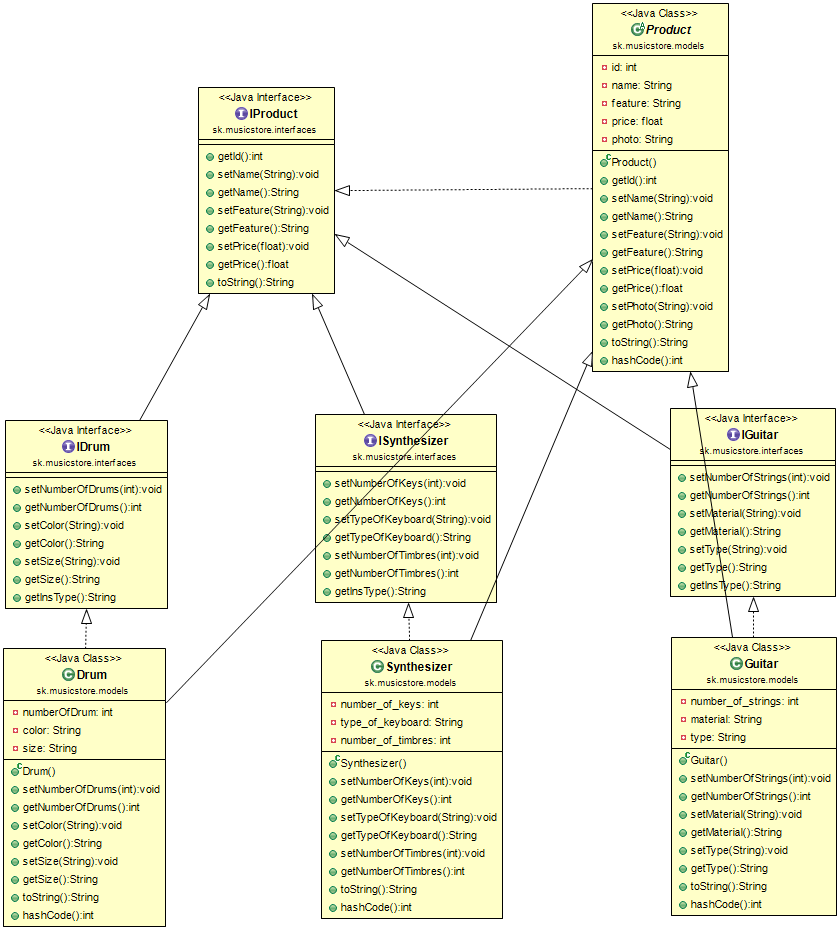 <<Java Class>>
Product
sk.musicstore.models
id: int
name: String
feature: String
price: float
photo: String
Product()
getId():int
setName(String):void
getName():String
setFeature(String):void
getFeature():String
setPrice(float):void
getPrice():float
setPhoto(String):void
getPhoto():String
toString():String
hashCode():int
<<Java Interface>>
IProduct
sk.musicstore.interfaces
getId():int
setName(String):void
getName():String
setFeature(String):void
getFeature():String
setPrice(float):void
getPrice():float
toString():String
<<Java Interface>>
IDrum
sk.musicstore.interfaces
setNumberOfDrums(int):void
getNumberOfDrums():int
setColor(String):void
getColor():String
setSize(String):void
getSize():String
getInsType():String
<<Java Interface>>
ISynthesizer
sk.musicstore.interfaces
setNumberOfKeys(int):void
getNumberOfKeys():int
setTypeOfKeyboard(String):void
getTypeOfKeyboard():String
setNumberOfTimbres(int):void
getNumberOfTimbres():int
getInsType():String
<<Java Interface>>
IGuitar
sk.musicstore.interfaces
setNumberOfStrings(int):void
getNumberOfStrings():int
setMaterial(String):void
getMaterial():String
setType(String):void
getType():String
getInsType():String
<<Java Class>>
Drum
sk.musicstore.models
numberOfDrum: int
color: String
size: String
Drum()
setNumberOfDrums(int):void
getNumberOfDrums():int
setColor(String):void
getColor():String
setSize(String):void
getSize():String
toString():String
hashCode():int
<<Java Class>>
Synthesizer
sk.musicstore.models
number_of_keys: int
type_of_keyboard: String
number_of_timbres: int
Synthesizer()
setNumberOfKeys(int):void
getNumberOfKeys():int
setTypeOfKeyboard(String):void
getTypeOfKeyboard():String
setNumberOfTimbres(int):void
getNumberOfTimbres():int
toString():String
hashCode():int
<<Java Class>>
Guitar
sk.musicstore.models
number_of_strings: int
material: String
type: String
Guitar()
setNumberOfStrings(int):void
getNumberOfStrings():int
setMaterial(String):void
getMaterial():String
setType(String):void
getType():String
toString():String
hashCode():int